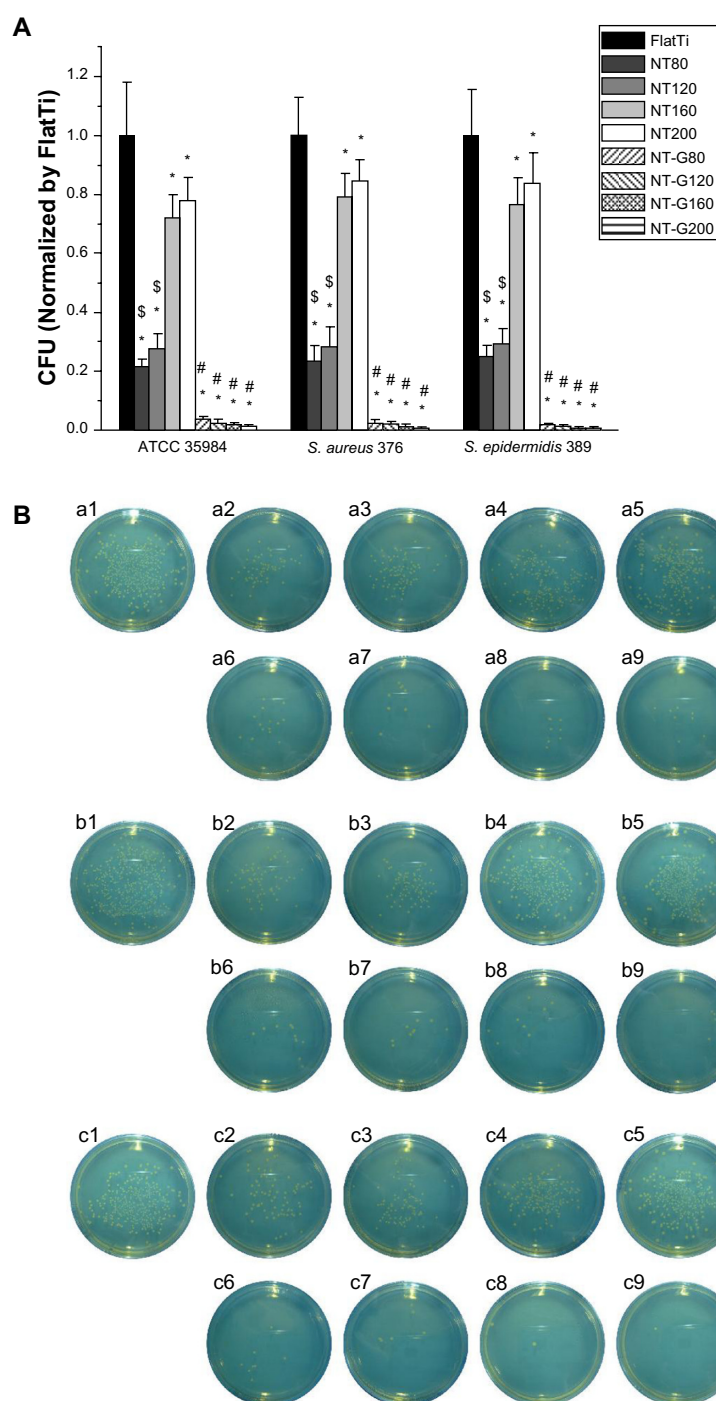 A
FlatTi
NT80
NT120
NT160
NT200
NT-G80
NT-G120
NT-G160
NT-G200
CFU (Normalized by FlatTi)
1.2
1.0
0.8
0.6
0.4
0.2
0.0
* * * * * *
$ $ $ $ $ $
* * * * * *
# # # # # # # # # # # #
* * * * * * * * * * * *
ATCC 35984 S. aureus 376 S. epidermidis 389
B
a1 a2 a3 a4 a5
a6 a7 a8 a9
b1 b2 b3 b4 b5
b6 b7 b8 b9
c1 c2 c3 c4 c5
c6 c7 c8 c9